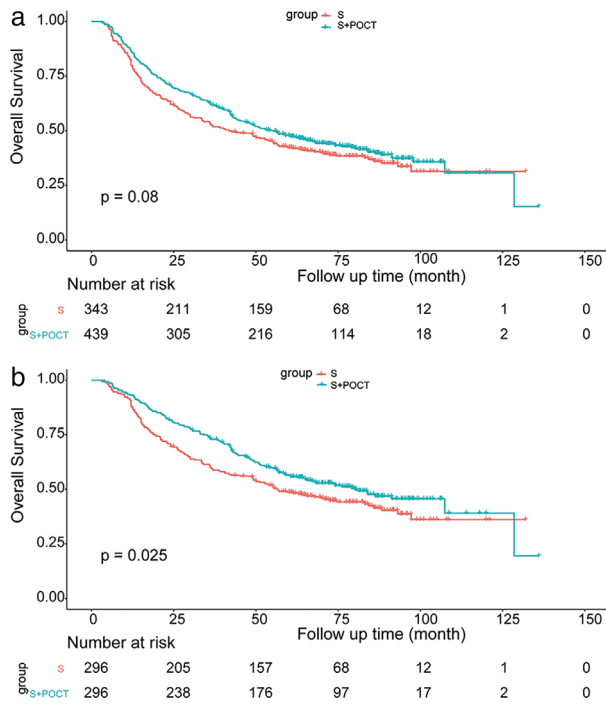 a
group
S
S+POCT
1.00
0.75
0.50
0.25
0.00
Overall Survival
p = 0.08
0 25 50 75 100 125 150
Number at risk
Follow up time (month)
group
S 343 211 159 68 12 1 0
S+POCT 439 305 216 114 18 2 0
b
group
S
S+POCT
1.00
0.75
0.50
0.25
0.00
Overall Survival
p = 0.025
0 25 50 75 100 125 150
Number at risk
Follow up time (month)
group
S 296 205 157 68 12 1 0
S+POCT 296 238 176 97 17 2 0